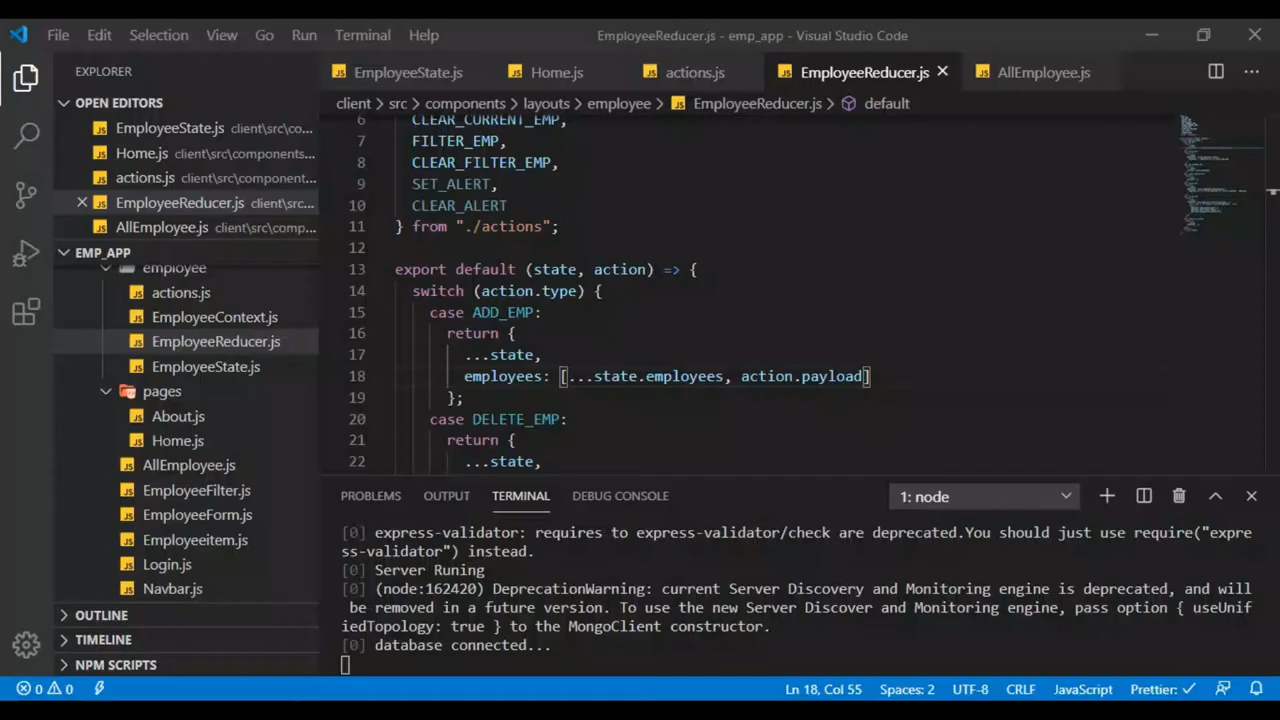 File Edit Selection View Go Run Terminal Help EmployeeReducer.js - emp_app - Visual Studio Code
EXPLORER
OPEN EDITORS
EmployeeState.js client\src\co...
Home.js client\src\components...
actions.js client\src\component...
EmployeeReducer.js client\src...
AllEmployee.js client\src\comp...
EMP_APP
employee
actions.js
EmployeeContext.js
EmployeeReducer.js
EmployeeState.js
pages
About.js
Home.js
AllEmployee.js
EmployeeFilter.js
EmployeeForm.js
Employeeitem.js
Login.js
Navbar.js
OUTLINE
TIMELINE
NPM SCRIPTS
EmployeeState.js Home.js actions.js EmployeeReducer.js AllEmployee.js
client > src > components > layouts > employee > EmployeeReducer.js > default
6 CLEAR_CURRENT_EMP,
7 FILTER_EMP,
8 CLEAR_FILTER_EMP,
9 SET_ALERT,
10 CLEAR_ALERT
11 } from "./actions";
12
13 export default (state, action) => {
14 switch (action.type) {
15 case ADD_EMP:
16 return {
17 ...state,
18 employees: [...state.employees, action.payload]
19 };
20 case DELETE_EMP:
21 return {
22 ...state,
PROBLEMS OUTPUT TERMINAL DEBUG CONSOLE 1: node
[0] express-validator: requires to express-validator/check are deprecated.You should just use require("expre
ss-validator") instead.
[0] Server Runing
[0] (node:162420) DeprecationWarning: current Server Discovery and Monitoring engine is deprecated, and will
be removed in a future version. To use the new Server Discover and Monitoring engine, pass option { useUnif
iedTopology: true } to the MongoClient constructor.
[0] database connected...
0 0 Ln 18, Col 55 Spaces: 2 UTF-8 CRLF JavaScript Prettier: ✓